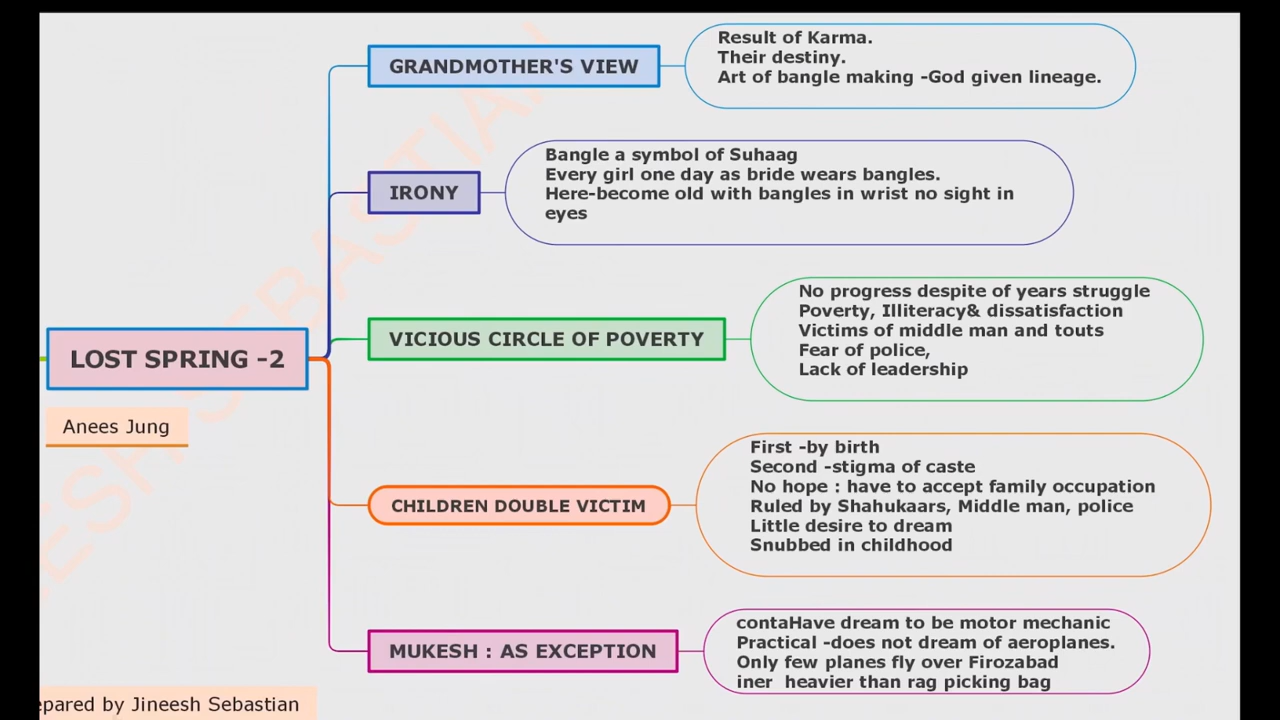 GRANDMOTHER'S VIEW
Result of Karma.
Their destiny.
Art of bangle making -God given lineage.
IRONY
Bangle a symbol of Suhaag
Every girl one day as bride wears bangles.
Here-become old with bangles in wrist no sight in
eyes
VICIOUS CIRCLE OF POVERTY
No progress despite of years struggle
Poverty, Illiteracy& dissatisfaction
Victims of middle man and touts
Fear of police,
Lack of leadership
LOST SPRING -2
Anees Jung
CHILDREN DOUBLE VICTIM
First -by birth
Second -stigma of caste
No hope : have to accept family occupation
Ruled by Shahukaars, Middle man, police
Little desire to dream
Snubbed in childhood
MUKESH : AS EXCEPTION
contaHave dream to be motor mechanic
Practical -does not dream of aeroplanes.
Only few planes fly over Firozabad
iner heavier than rag picking bag
epared by Jineesh Sebastian
ESH SEBASTIAN